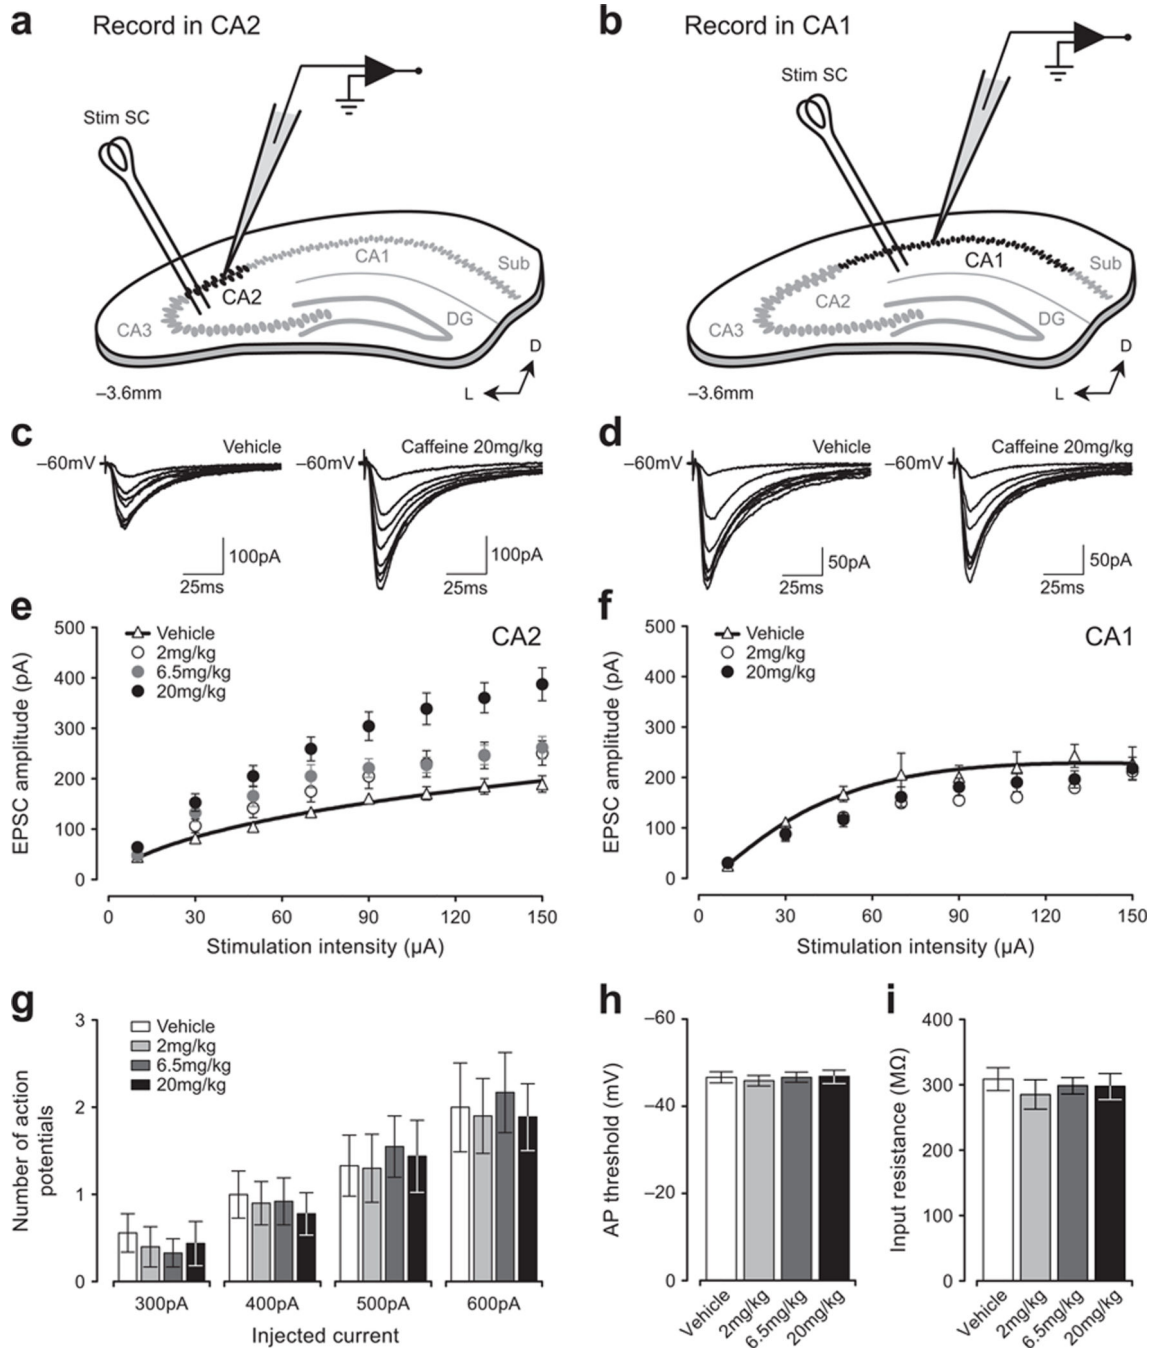 a Record in CA2
Stim SC
CA1
Sub
CA2
CA3
DG
D
L
–3.6mm
b Record in CA1
Stim SC
CA1
Sub
CA2
CA3
DG
D
L
–3.6mm
c
Vehicle
–60mV
100pA
25ms
Caffeine 20mg/kg
–60mV
100pA
25ms
d
Vehicle
–60mV
50pA
25ms
Caffeine 20mg/kg
–60mV
50pA
25ms
e
CA2
Vehicle
2mg/kg
6.5mg/kg
20mg/kg
EPSC amplitude (pA)
500
400
300
200
100
0
0 30 60 90 120 150
Stimulation intensity (μA)
f
CA1
Vehicle
2mg/kg
20mg/kg
EPSC amplitude (pA)
500
400
300
200
100
0
0 30 60 90 120 150
Stimulation intensity (μA)
g
Vehicle
2mg/kg
6.5mg/kg
20mg/kg
Number of action
potentials
3
2
1
0
300pA 400pA 500pA 600pA
Injected current
h
AP threshold (mV)
–60
–40
–20
0
Vehicle 2mg/kg 6.5mg/kg 20mg/kg
i
Input resistance (MΩ)
400
300
200
100
0
Vehicle 2mg/kg 6.5mg/kg 20mg/kg